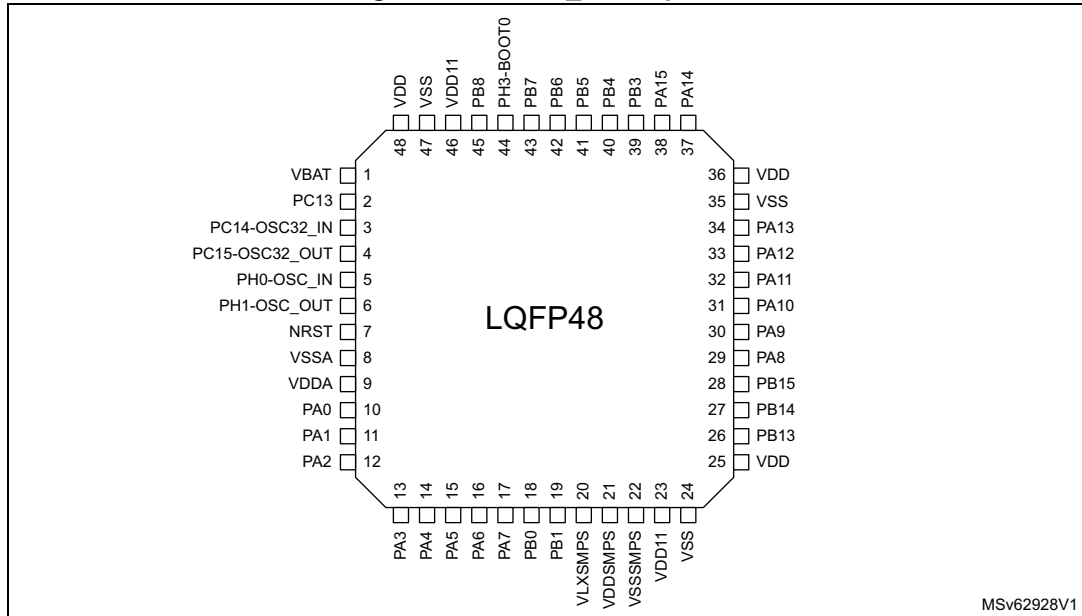 VDD
VSS
VDD11
PB8
PH3-BOOT0
PB7
PB6
PB5
PB4
PB3
PA15
PA14
48
47
46
45
44
43
42
41
40
39
38
37
VBAT 1
PC13 2
PC14-OSC32_IN 3
PC15-OSC32_OUT 4
PH0-OSC_IN 5
PH1-OSC_OUT 6
NRST 7
VSSA 8
VDDA 9
PA0 10
PA1 11
PA2 12
LQFP48
36 VDD
35 VSS
34 PA13
33 PA12
32 PA11
31 PA10
30 PA9
29 PA8
28 PB15
27 PB14
26 PB13
25 VDD
13
14
15
16
17
18
19
20
21
22
23
24
PA3
PA4
PA5
PA6
PA7
PB0
PB1
VLXSMPS
VDDSMPS
VSSSMPS
VDD11
VSS
MSv62928V1